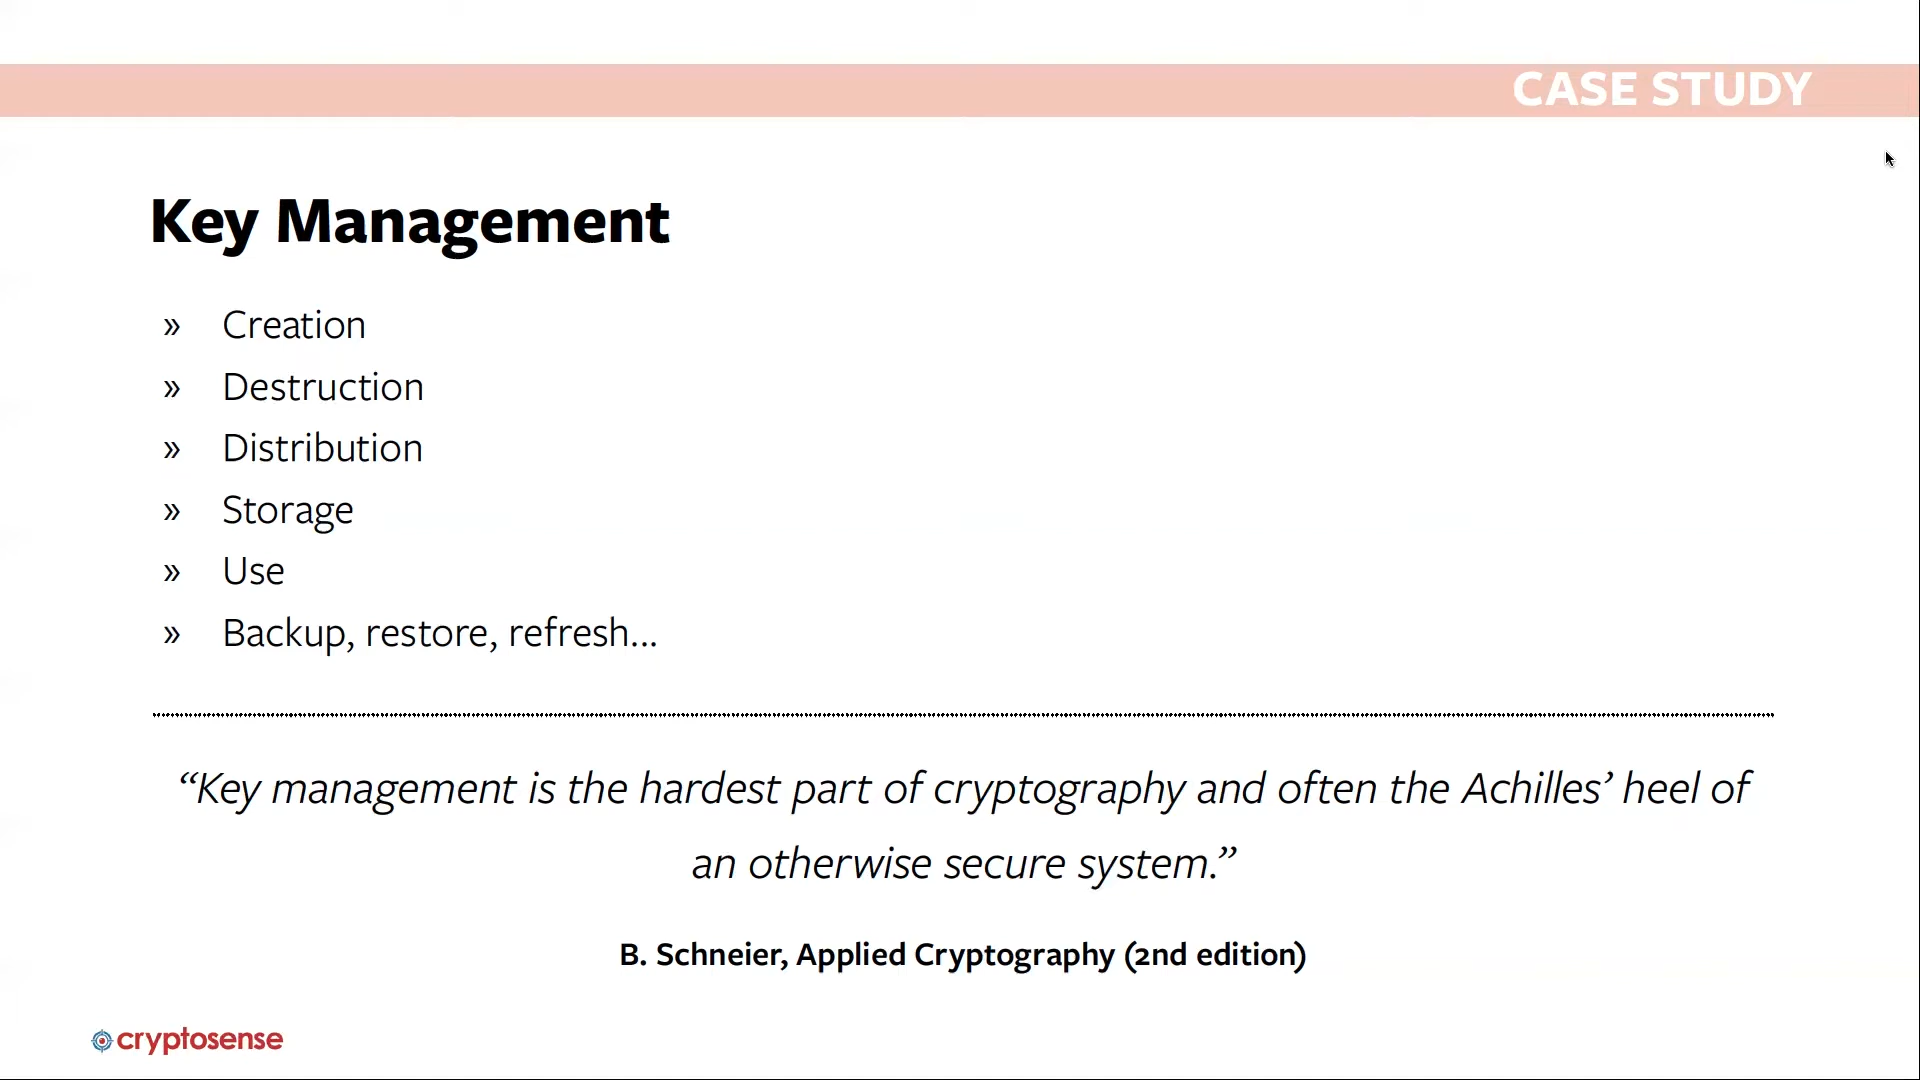 CASE STUDY
Key Management
» Creation
» Destruction
» Distribution
» Storage
» Use
» Backup, restore, refresh...
“Key management is the hardest part of cryptography and often the Achilles’ heel of
an otherwise secure system.”
B. Schneier, Applied Cryptography (2nd edition)
cryptosense